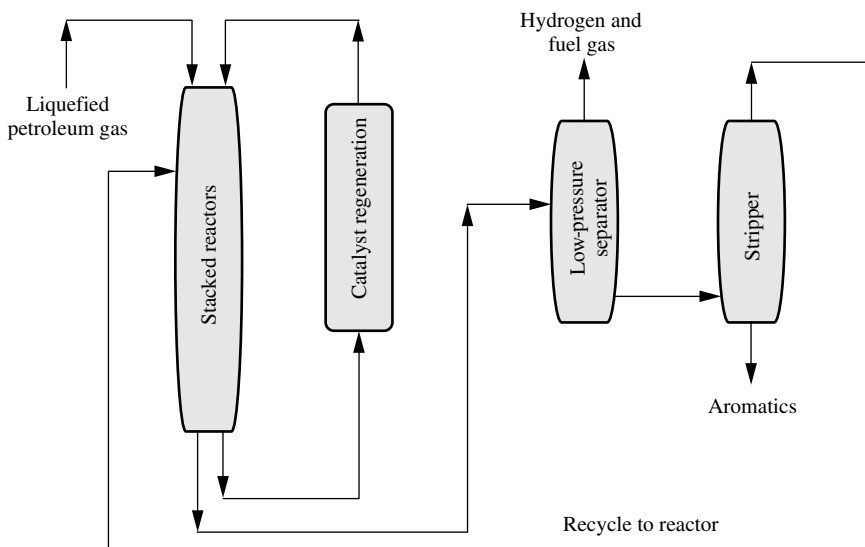 Hydrogen and
fuel gas
Liquefied
petroleum gas
Stacked reactors
Catalyst regeneration
Low-pressure
separator
Stripper
Aromatics
Recycle to reactor